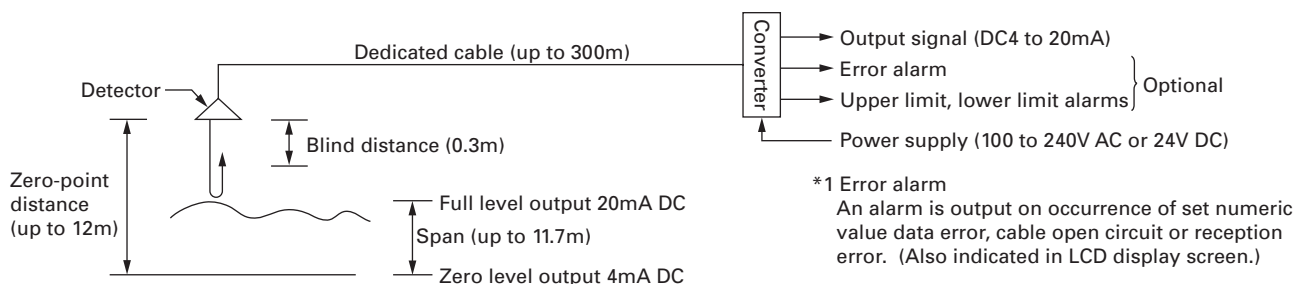 Dedicated cable (up to 300m)
Converter
Output signal (DC4 to 20mA)
Error alarm
Upper limit, lower limit alarms
Optional
Power supply (100 to 240V AC or 24V DC)
Detector
Blind distance (0.3m)
Zero-point
distance
(up to 12m)
Full level output 20mA DC
Span (up to 11.7m)
Zero level output 4mA DC
*1 Error alarm
An alarm is output on occurrence of set numeric
value data error, cable open circuit or reception
error. (Also indicated in LCD display screen.)